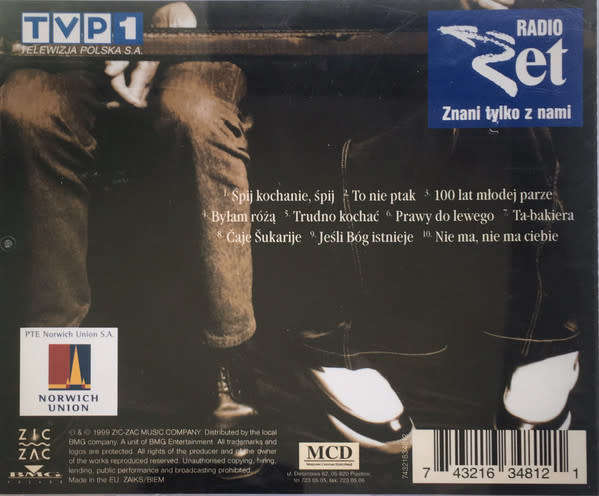 TVP 1
TELEWIZJA POLSKA S.A.
RADIO
Zet
Znani tylko z nami
1. Śpij kochanie, śpij 2. To nie ptak 3. 100 lat młodej parze
4. Byłam różą 5. Trudno kochać 6. Prawy do lewego 7. Ta-bakiera
8. Ćaje Šukarije 9. Jeśli Bóg istnieje 10. Nie ma, nie ma ciebie
PTE Norwich Union S.A.
NORWICH
UNION
ZIC
ZAC
BMG
POLAND
℗ & © 1999 ZIC-ZAC MUSIC COMPANY. Distributed by the local
BMG company. A unit of BMG Entertainment. All trademarks and
logos are protected. All rights of the producer and of the owner
of the works reproduced reserved. Unauthorised copying, hiring,
lending, public performance and broadcasting prohibited.
Made in the EU ZAIKS/BIEM
MCD
7 43216 34812 1